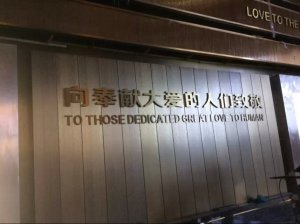 LOVE TO THE
向奉献大爱的人们致敬
TO THOSE DEDICATED GREAT LOVE TO HUMAN